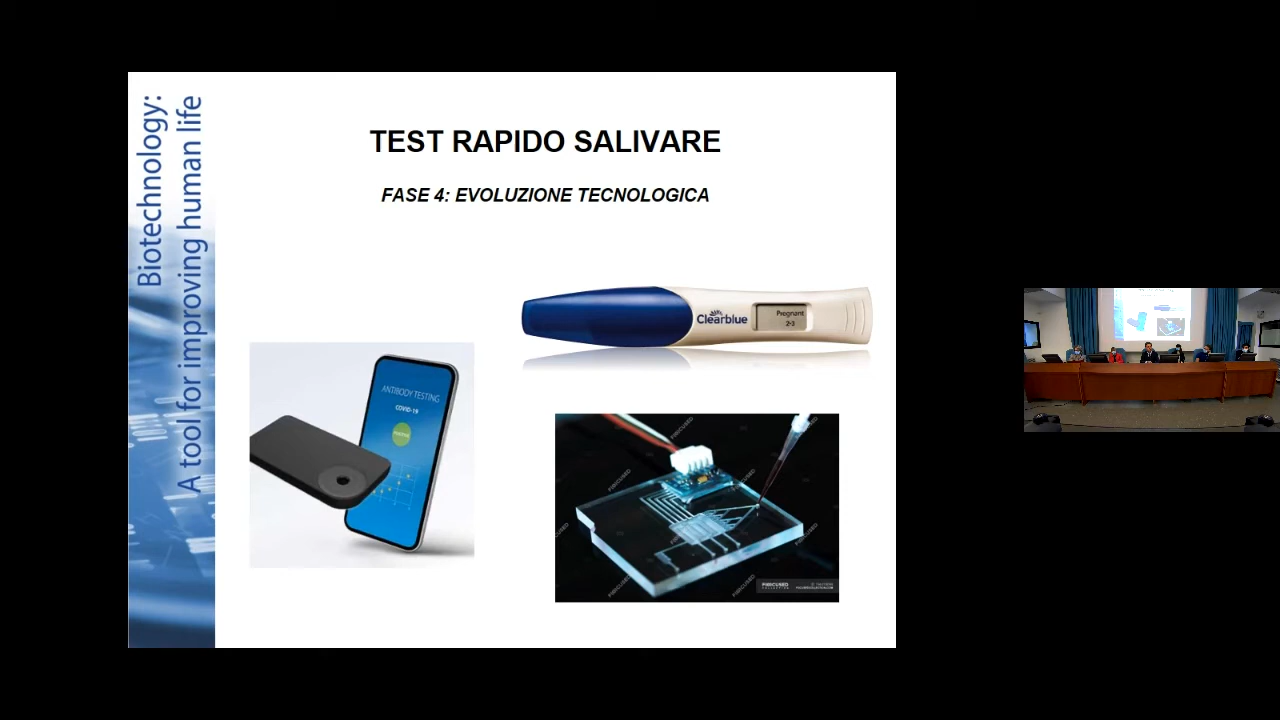 Biotechnology:
A tool for improving human life
TEST RAPIDO SALIVARE
FASE 4: EVOLUZIONE TECNOLOGICA
Clearblue
Pregnant
2-3
ANTIBODY TESTING
COVID-19
PIXFOCUSED